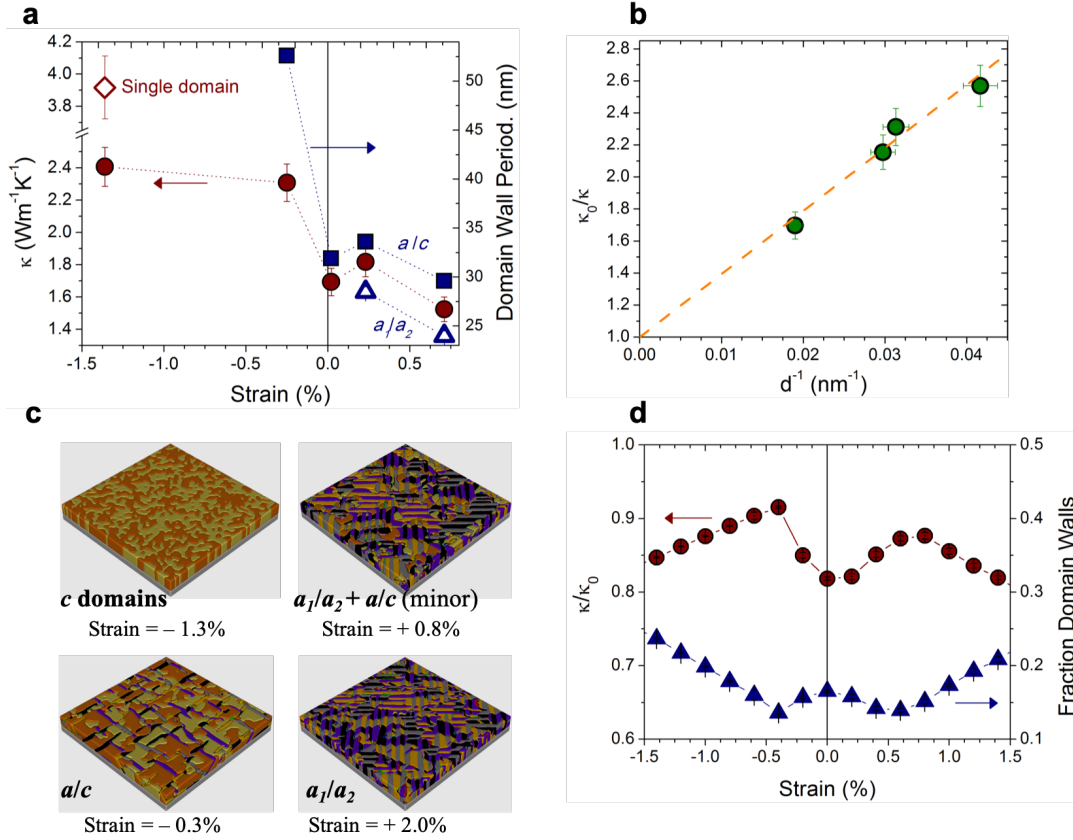 a
4.2
4.0
3.8
2.4
2.2
2.0
1.8
1.6
1.4
κ (Wm⁻¹K⁻¹)
Single domain
a/c
a₁/a₂
50
45
40
35
30
25
Domain Wall Period. (nm)
-1.5 -1.0 -0.5 0.0 0.5
Strain (%)
b
2.8
2.6
2.4
2.2
2.0
1.8
1.6
1.4
1.2
1.0
κ₀/κ
0.00 0.01 0.02 0.03 0.04
d⁻¹ (nm⁻¹)
c
c domains
Strain = – 1.3%
a₁/a₂ + a/c (minor)
Strain = + 0.8%
a/c
Strain = – 0.3%
a₁/a₂
Strain = + 2.0%
d
1.0
0.9
0.8
0.7
0.6
κ/κ₀
0.5
0.4
0.3
0.2
0.1
Fraction Domain Walls
-1.5 -1.0 -0.5 0.0 0.5 1.0 1.5
Strain (%)